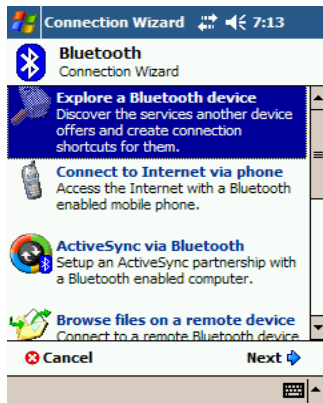 Connection Wizard 7:13
Bluetooth
Connection Wizard
Explore a Bluetooth device
Discover the services another device
offers and create connection
shortcuts for them.
Connect to Internet via phone
Access the Internet with a Bluetooth
enabled mobile phone.
ActiveSync via Bluetooth
Setup an ActiveSync partnership with
a Bluetooth enabled computer.
Browse files on a remote device
Connect to a remote Bluetooth device
Cancel Next